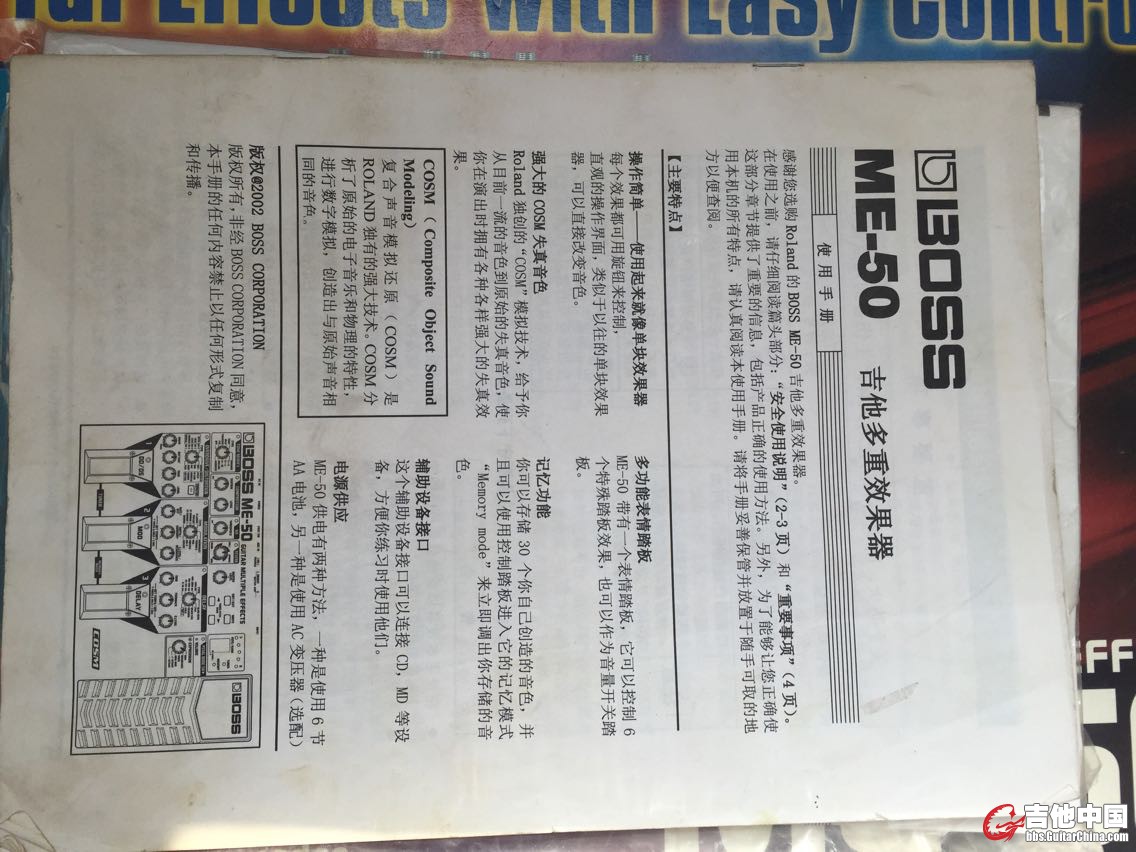 ful Effects with Easy Contro
BOSS
ME-50 吉他多重效果器
使用手册
感谢您选购 Roland 的 BOSS ME-50 吉他多重效果器。
在使用之前，请仔细阅读篇头部分：“安全使用说明”（2-3 页）和“重要事项”（4 页）。
这部分章节提供了重要的信息，包括产品正确的使用方法。另外，为了能够让您正确使
用本机的所有特点，请认真阅读本使用手册。请将手册妥善保管并放置于随手可取的地
方以便查阅。
【主要特点】
操作简单——使用起来就像单块效果器
每个效果都可用旋钮来控制，
直观的操作界面，类似于以往的单块效果
器，可以直接改变音色。
强大的 COSM 失真音色
Roland 独创的“COSM”模拟技术，给予你
从目前一流的音色到原始的失真音色，使
你在演出时拥有各种各样强大的失真效
果。
COSM（Composite Object Sound
Modeling）
复合声音模拟还原（COSM）是
ROLAND 独有的强大技术。COSM 分
析了原始的电子音乐和物理的特性，
进行数字模拟，创造出与原始声音相
同的音色。
多功能表情踏板
ME-50 带有一个表情踏板，它可以控制 6
个特殊踏板效果，也可以作为音量开关踏
板。
记忆功能
你可以存储 30 个你自己创造的音色，并
且可以使用控制踏板进入它的记忆模式
“Memory mode”来立即调出你存储的音
色。
辅助设备接口
这个辅助设备接口可以连接 CD，MD 等设
备，方便你练习时使用他们。
电源供应
ME-50 供电有两种方法，一种是使用 6 节
AA 电池，另一种是使用 AC 变压器（选配）
版权@2002 BOSS CORPORATION
版权所有，非经 BOSS CORPORATION 同意，
本手册的任何内容禁止以任何形式复制
和传播。
BOSS ME-50 GUITAR MULTIPLE EFFECTS
1 OD/DS
2 MOD
3 DELAY
COSM
BOSS
EFF
吉他中国
bbs.GuitarChina.com